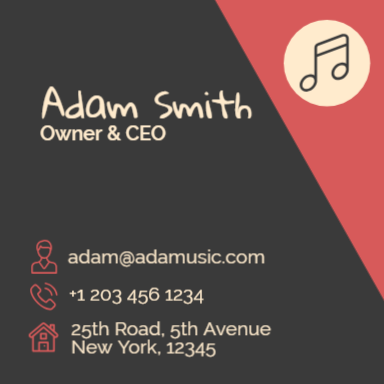 Adam Smith
Owner & CEO
adam@adamusic.com
+1 203 456 1234
25th Road, 5th Avenue
New York, 12345